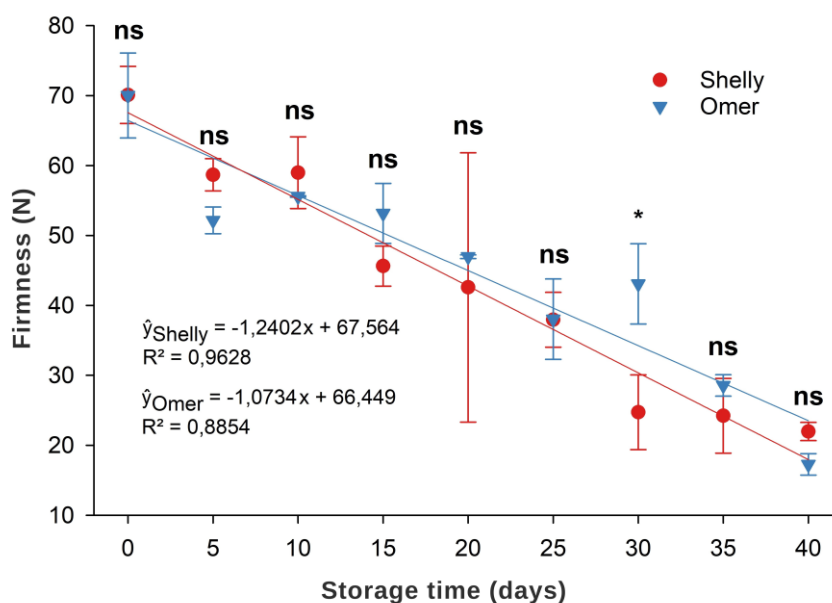 ns
ns
ns
ns
ns
ns
*
ns
ns
Shelly
Omer
ŷShelly = -1,2402x + 67,564
R² = 0,9628
ŷOmer = -1,0734x + 66,449
R² = 0,8854
Firmness (N)
80
70
60
50
40
30
20
10
0 5 10 15 20 25 30 35 40
Storage time (days)